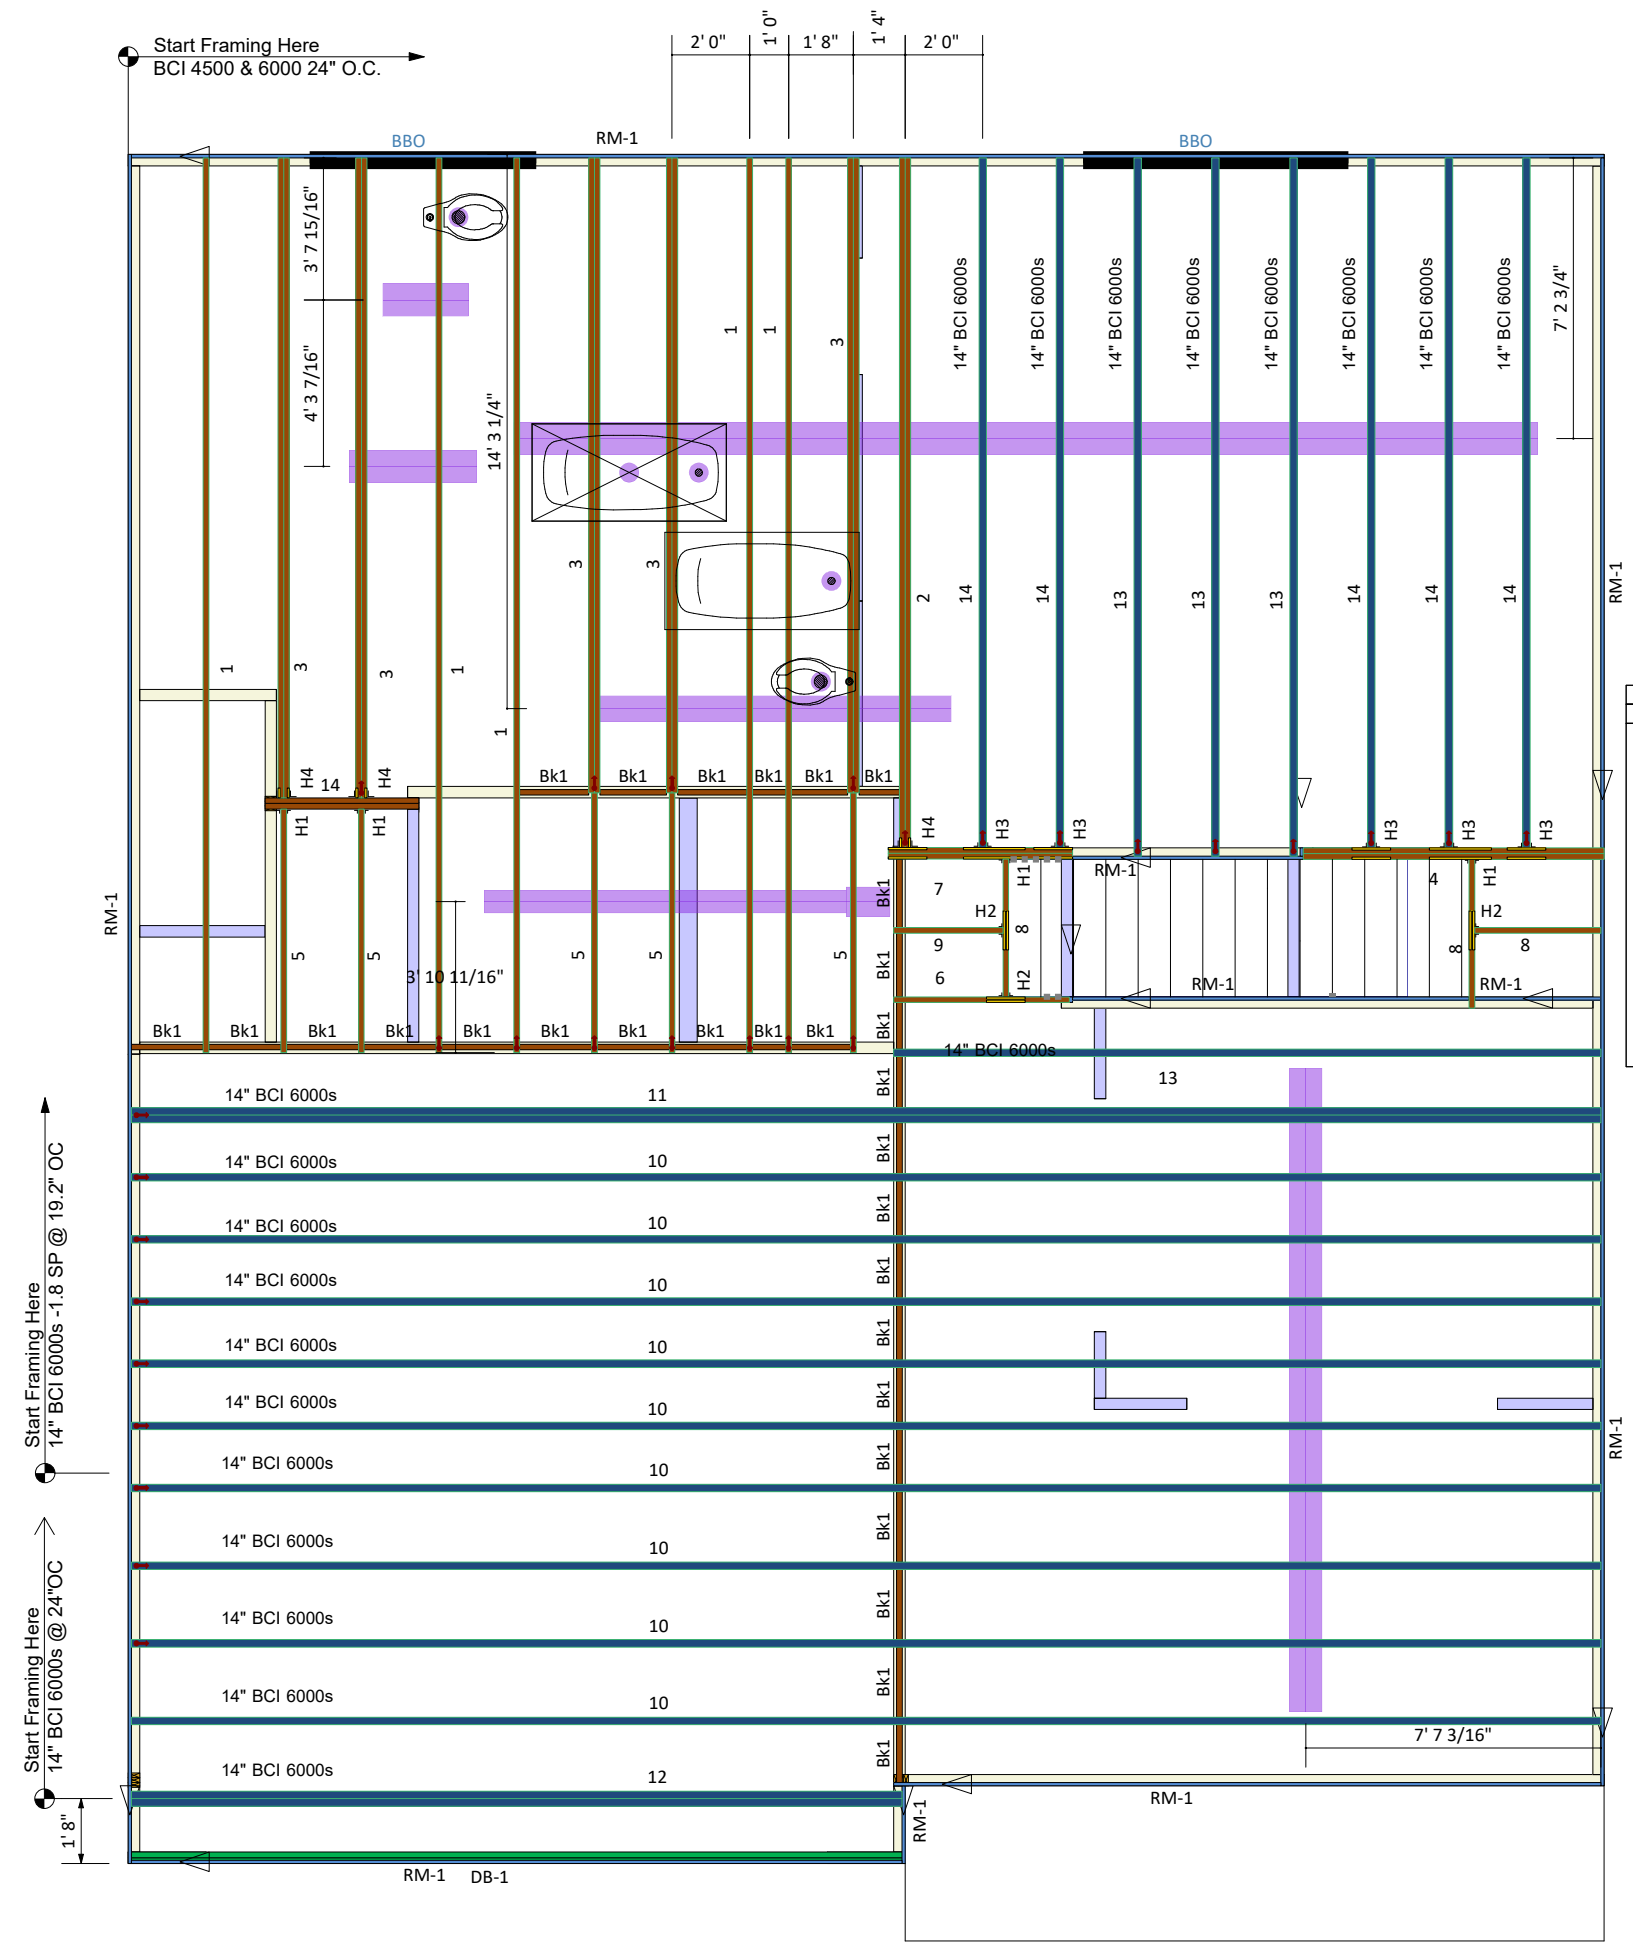 2' 0"
1' 0"
1' 8"
1' 4"
2' 0"
Start Framing Here
BCI 4500 & 6000 24" O.C.
BBO
RM-1
BBO
3' 7 15/16"
4' 3 7/16"
14' 3 1/4"
7' 2 3/4"
14" BCI 6000s
14" BCI 6000s
14" BCI 6000s
14" BCI 6000s
14" BCI 6000s
14" BCI 6000s
14" BCI 6000s
14" BCI 6000s
1
1
3
3
3
2
14
14
13
13
13
14
14
14
RM-1
1
3
3
1
1
H4
14
H4
Bk1
Bk1
Bk1
Bk1
Bk1
Bk1
H1
H1
H4
H3
H3
H3
H3
H3
RM-1
H1
4
H1
7
Bk1
H2
8
H2
9
8
8
RM-1
5
5
3' 10 11/16"
5
5
5
Bk1
6
H2
RM-1
RM-1
Bk1
Bk1
Bk1
Bk1
Bk1
Bk1
Bk1
Bk1
Bk1
Bk1
Bk1
14" BCI 6000s
13
14" BCI 6000s
11
Bk1
14" BCI 6000s
10
Bk1
14" BCI 6000s
10
Bk1
14" BCI 6000s
10
Bk1
14" BCI 6000s
10
Bk1
14" BCI 6000s
10
Bk1
14" BCI 6000s
10
Bk1
14" BCI 6000s
10
Bk1
14" BCI 6000s
10
Bk1
14" BCI 6000s
10
Bk1
14" BCI 6000s
12
Bk1
Start Framing Here
14" BCI 6000s -1.8 SP @ 19.2" OC
Start Framing Here
14" BCI 6000s @ 24"OC
1' 8"
RM-1
7' 7 3/16"
RM-1
RM-1
RM-1
DB-1